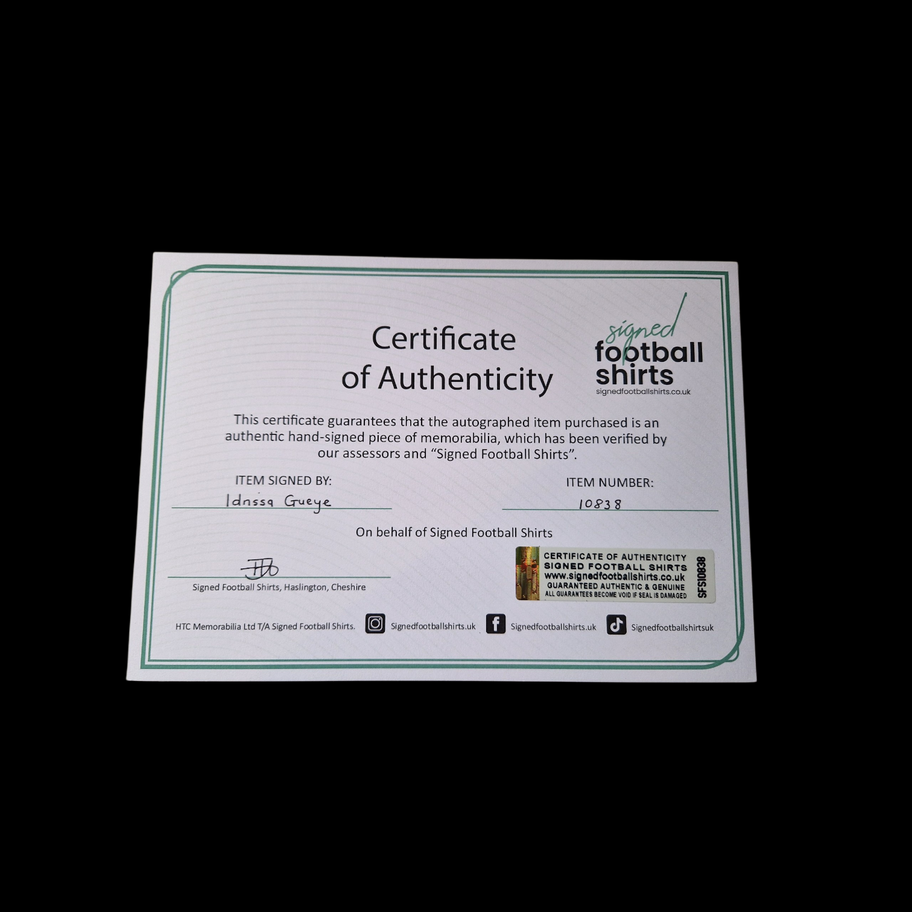 signed
football
shirts
signedfootballshirts.co.uk
Certificate
of Authenticity
This certificate guarantees that the autographed item purchased is an
authentic hand-signed piece of memorabilia, which has been verified by
our assessors and “Signed Football Shirts”.
ITEM SIGNED BY:
Idrissa Gueye
ITEM NUMBER:
10838
On behalf of Signed Football Shirts
Signed Football Shirts, Haslington, Cheshire
CERTIFICATE OF AUTHENTICITY
SIGNED FOOTBALL SHIRTS
www.signedfootballshirts.co.uk
GUARANTEED AUTHENTIC & GENUINE
ALL GUARANTEES BECOME VOID IF SEAL IS DAMAGED
SFS10838
HTC Memorabilia Ltd T/A Signed Football Shirts.
Signedfootballshirts.uk
Signedfootballshirts.uk
Signedfootballshirtsuk